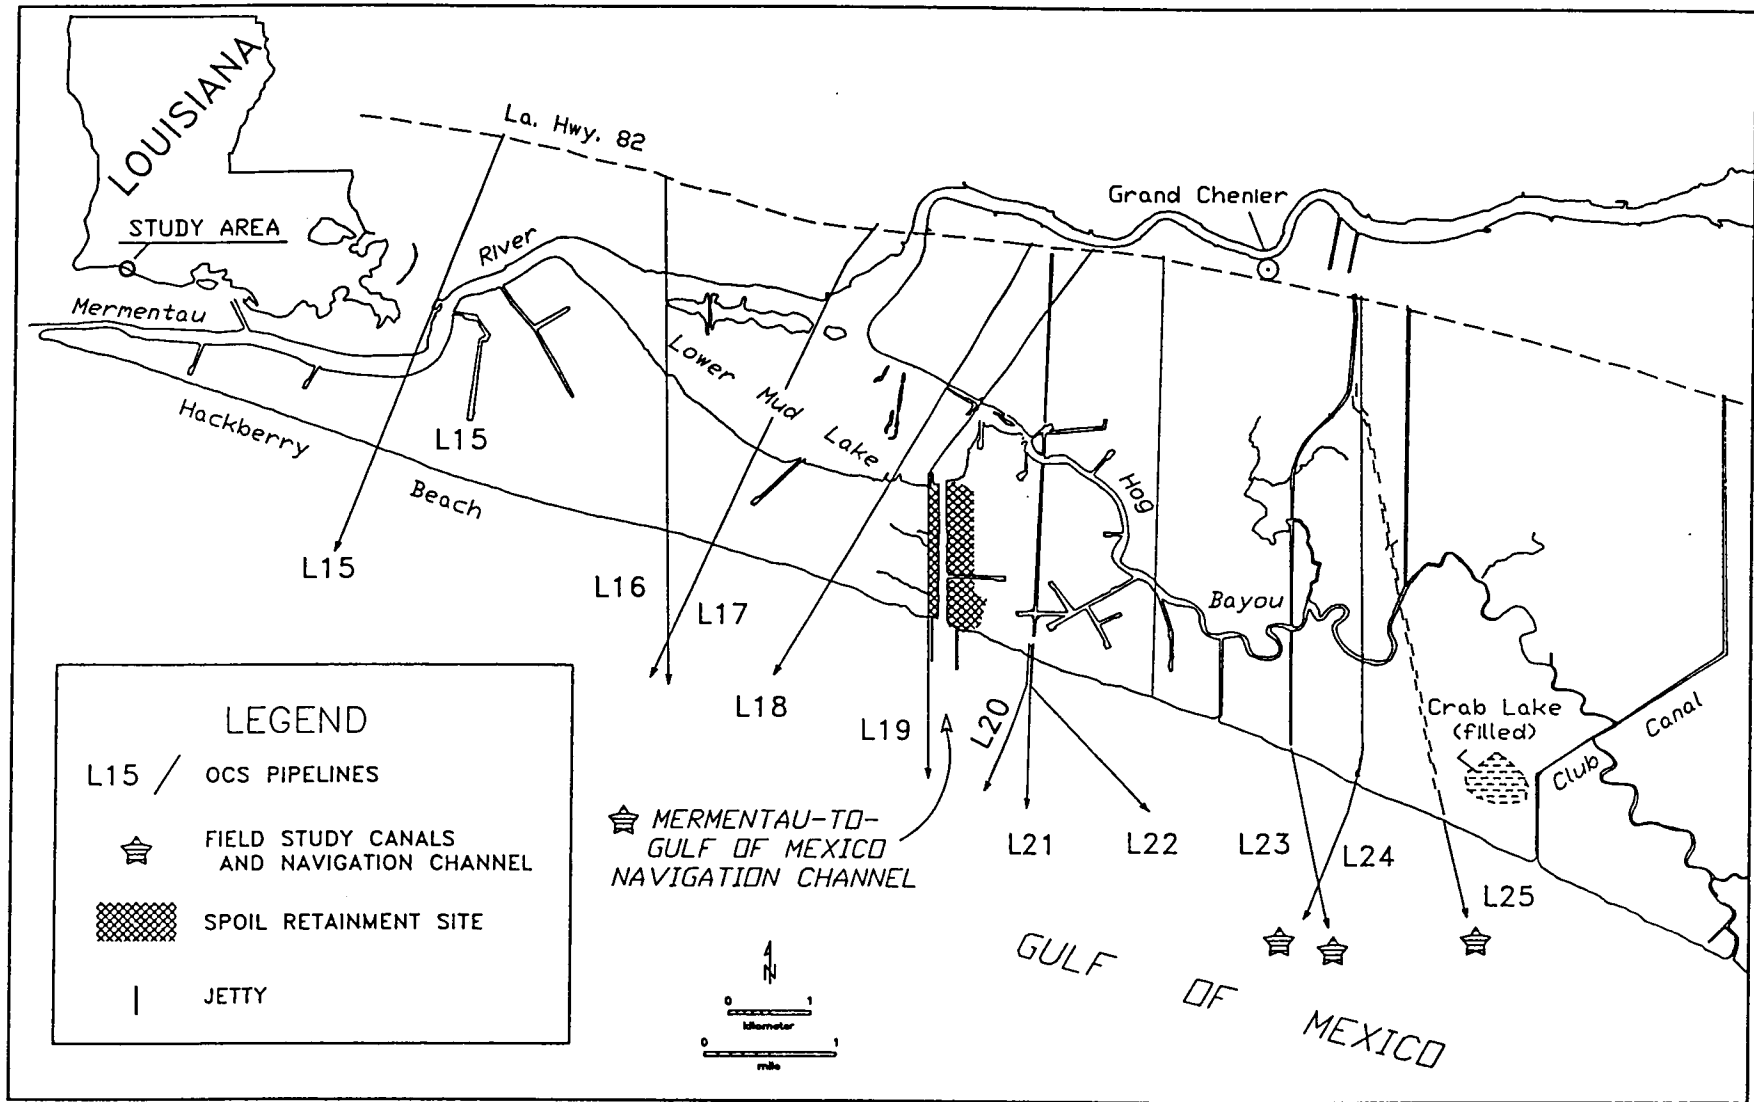 LOUISIANA
STUDY AREA
La. Hwy. 82
Grand Chenier
River
Mermentau
Hackberry
Beach
L15
Lower Mud Lake
Hog
Bayou
L15
L16
L17
L18
L19
L20
L21
L22
L23
L24
L25
Crab Lake
(filled)
Club Canal
MERMENTAU-TO-
GULF OF MEXICO
NAVIGATION CHANNEL
GULF OF MEXICO
N
0 1
kilometer
0 1
mile
LEGEND
L15 / OCS PIPELINES
FIELD STUDY CANALS
AND NAVIGATION CHANNEL
SPOIL RETAINMENT SITE
JETTY